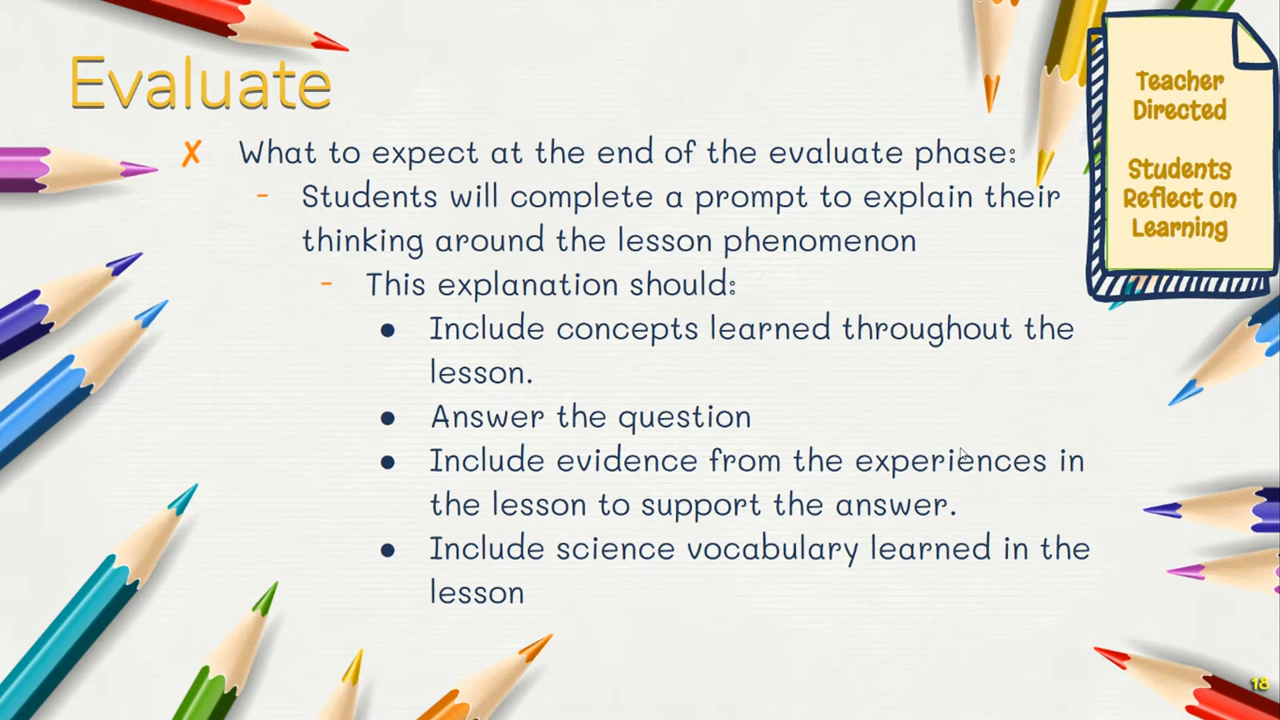 Evaluate
✗ What to expect at the end of the evaluate phase:
- Students will complete a prompt to explain their
thinking around the lesson phenomenon
- This explanation should:
● Include concepts learned throughout the
lesson.
● Answer the question
● Include evidence from the experiences in
the lesson to support the answer.
● Include science vocabulary learned in the
lesson
Teacher
Directed
Students
Reflect on
Learning
18